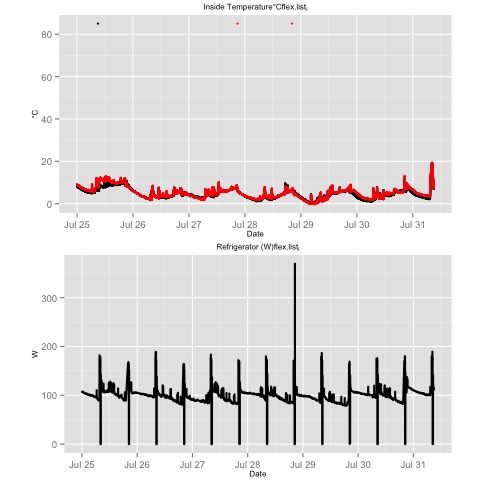 Inside Temperature°Cflex.list,
80
60
40
20
0
°C
Jul 25 Jul 26 Jul 27 Jul 28 Jul 29 Jul 30 Jul 31
Date
Refrigerator (W)flex.list,
300
200
100
0
W
Jul 25 Jul 26 Jul 27 Jul 28 Jul 29 Jul 30 Jul 31
Date